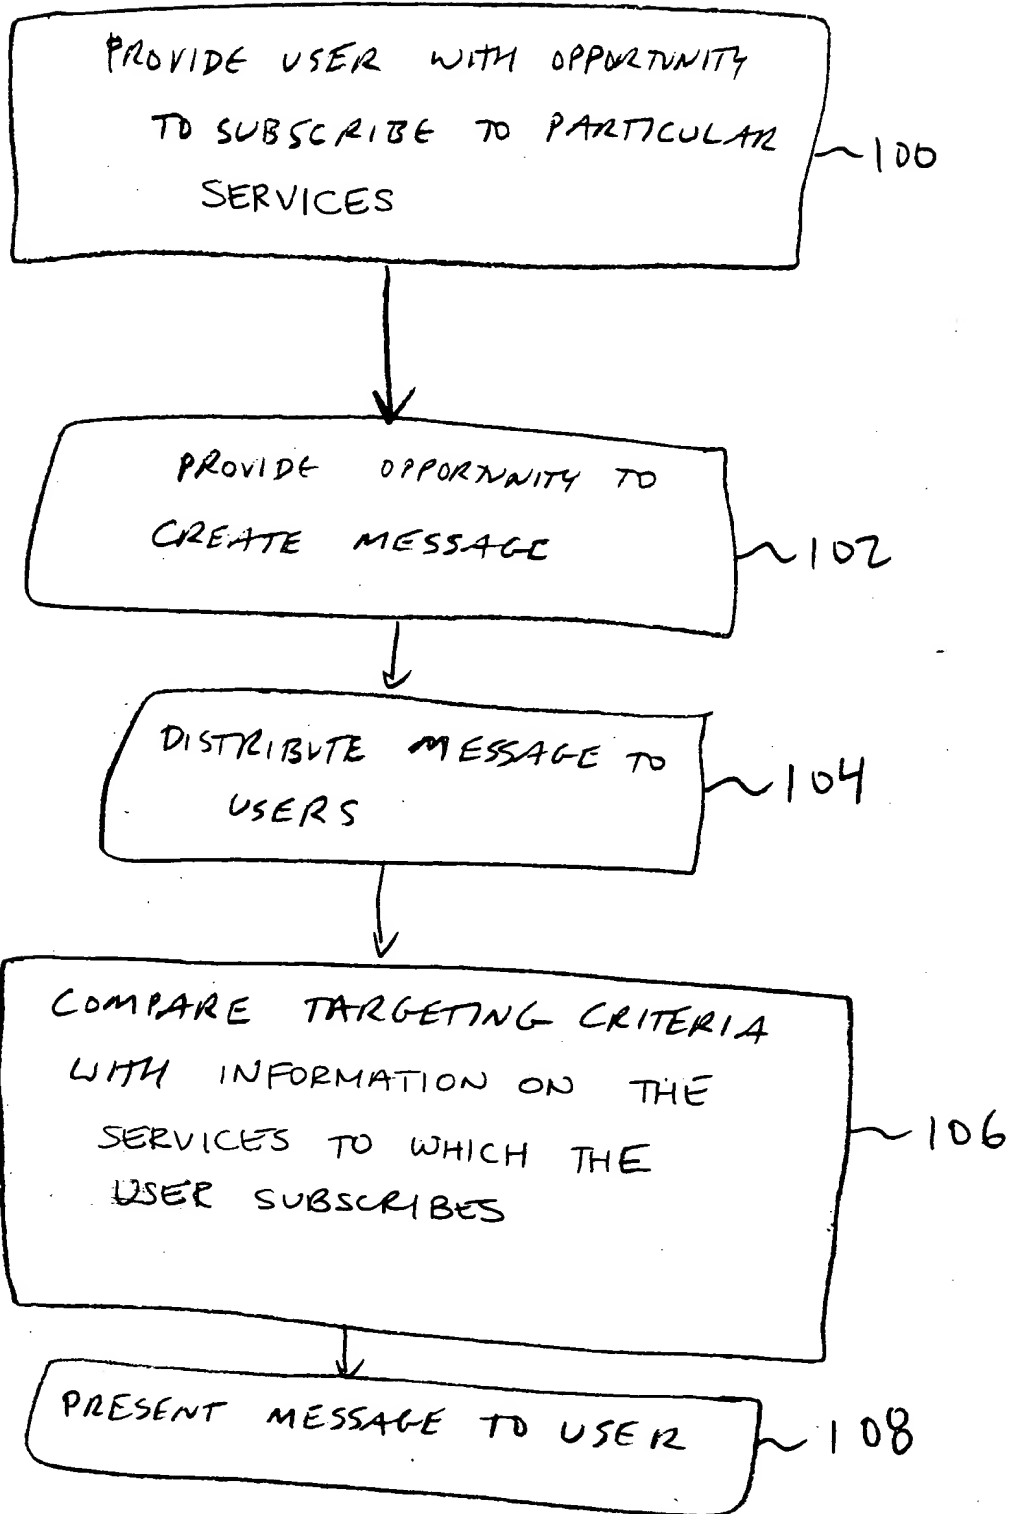 PROVIDE USER WITH OPPORTUNITY
TO SUBSCRIBE TO PARTICULAR
SERVICES
100
PROVIDE OPPORTUNITY TO
CREATE MESSAGE
102
DISTRIBUTE MESSAGE TO
USERS
104
COMPARE TARGETING CRITERIA
WITH INFORMATION ON THE
SERVICES TO WHICH THE
USER SUBSCRIBES
106
PRESENT MESSAGE TO USER
108